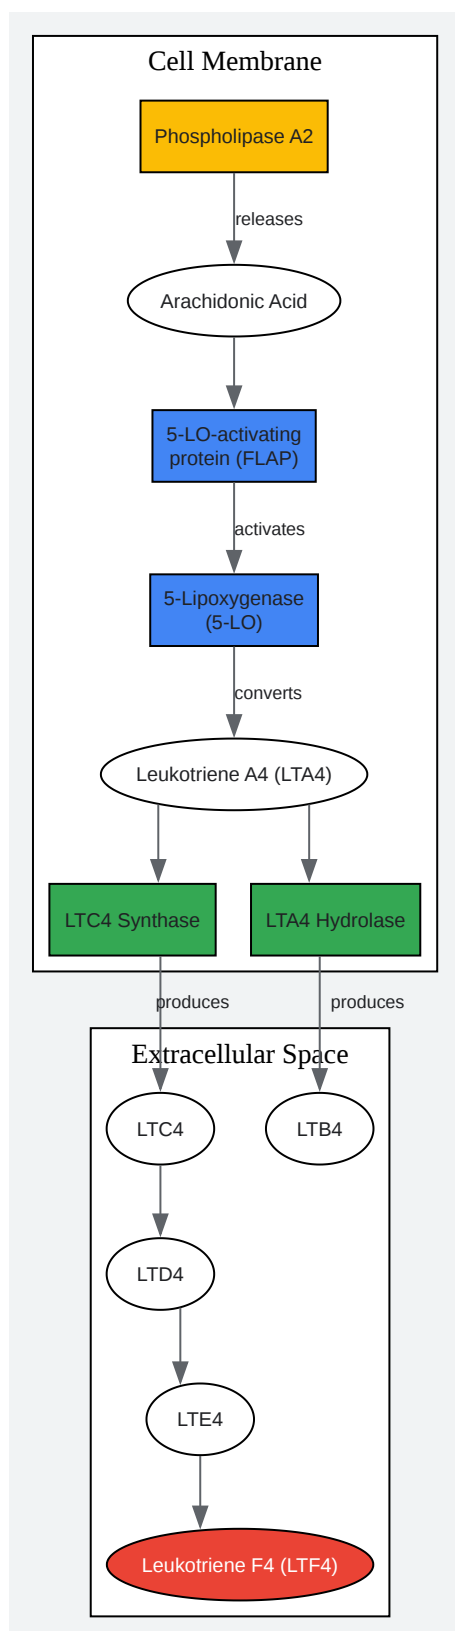 Cell Membrane
Phospholipase A2
releases
Arachidonic Acid
5-LO-activating
protein (FLAP)
activates
5-Lipoxygenase
(5-LO)
converts
Leukotriene A4 (LTA4)
LTC4 Synthase
LTA4 Hydrolase
produces
produces
Extracellular Space
LTC4
LTB4
LTD4
LTE4
Leukotriene F4 (LTF4)